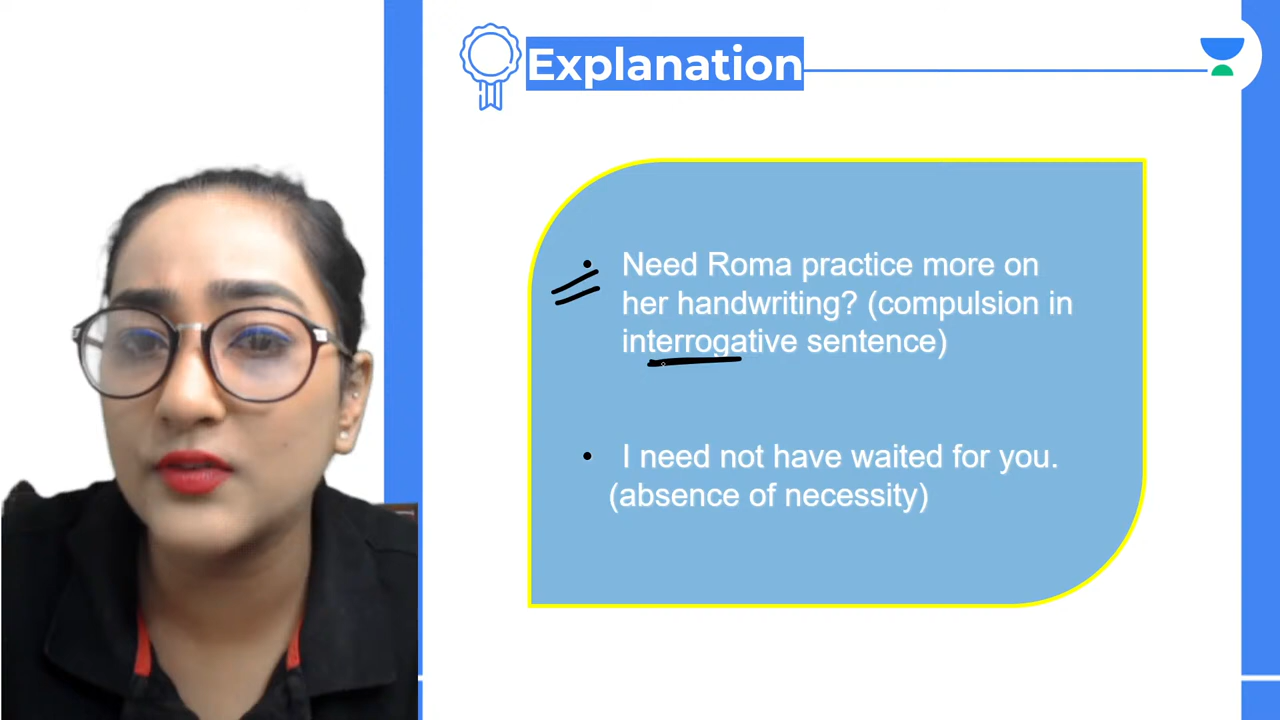 Explanation
• Need Roma practice more on
her handwriting? (compulsion in
interrogative sentence)
• I need not have waited for you.
(absence of necessity)